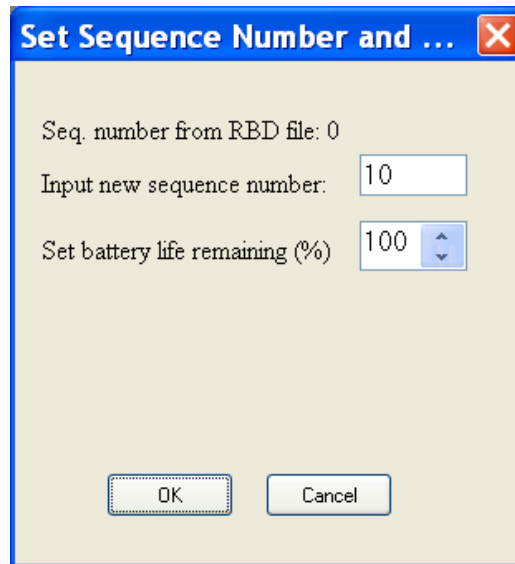 Set Sequence Number and ...
Seq. number from RBD file: 0
Input new sequence number: 10
Set battery life remaining (%) 100
OK Cancel